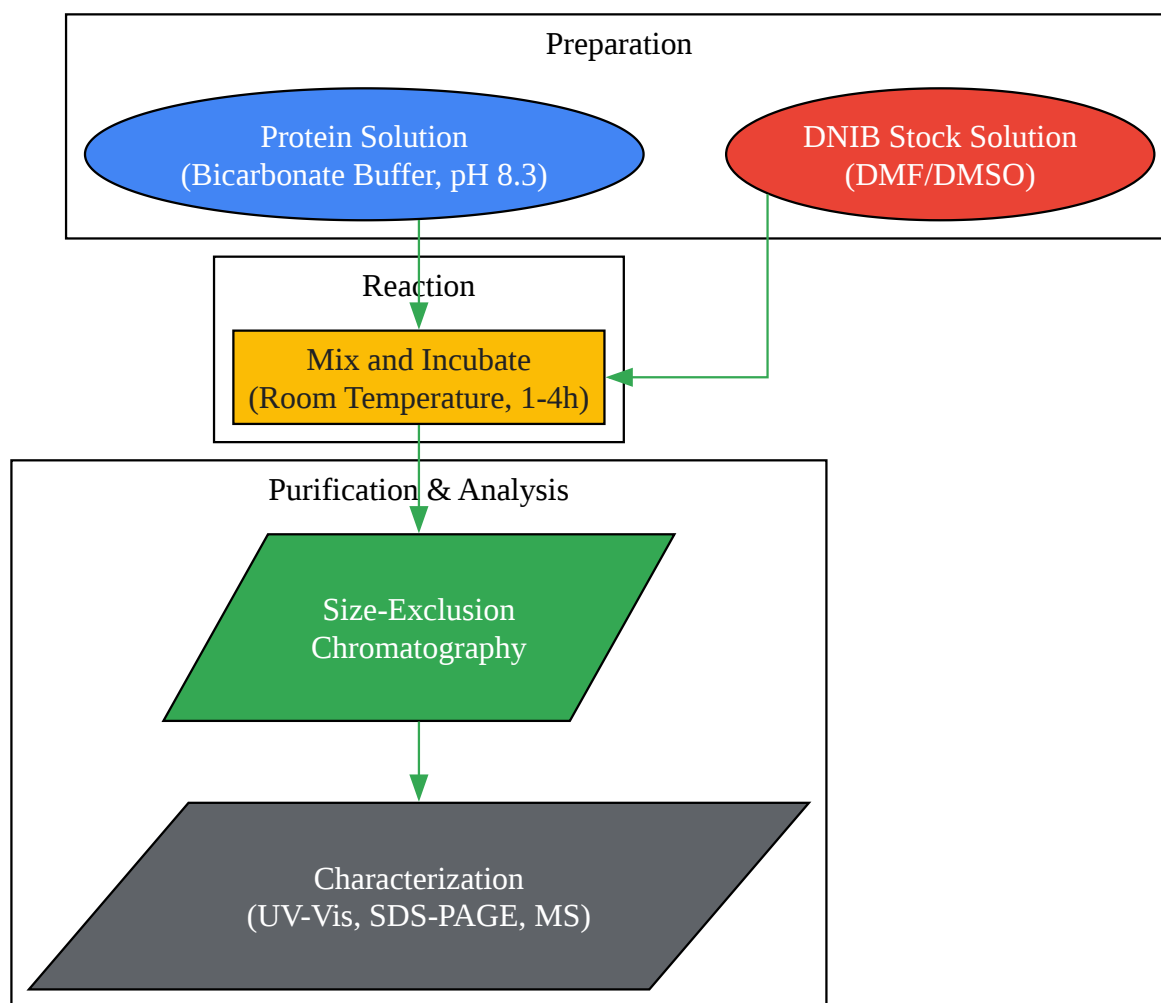 Preparation
Protein Solution
(Bicarbonate Buffer, pH 8.3)
DNIB Stock Solution
(DMF/DMSO)
Reaction
Mix and Incubate
(Room Temperature, 1-4h)
Purification & Analysis
Size-Exclusion
Chromatography
Characterization
(UV-Vis, SDS-PAGE, MS)